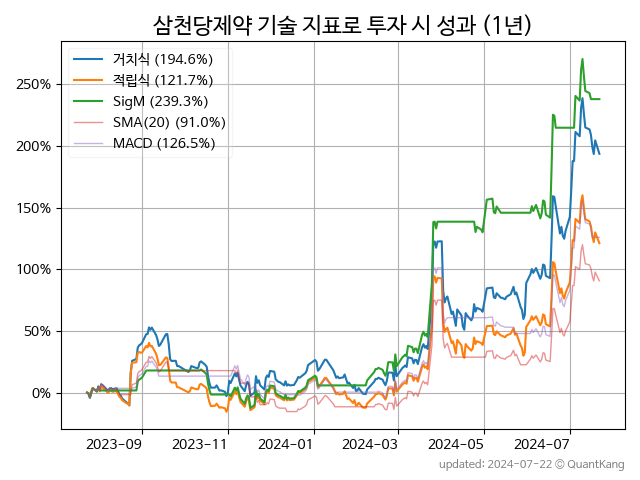 삼천당제약 기술 지표로 투자 시 성과 (1년)
거치식 (194.6%)
적립식 (121.7%)
SigM (239.3%)
SMA(20) (91.0%)
MACD (126.5%)
250%
200%
150%
100%
50%
0%
2023-09 2023-11 2024-01 2024-03 2024-05 2024-07
updated: 2024-07-22 @ QuantKang